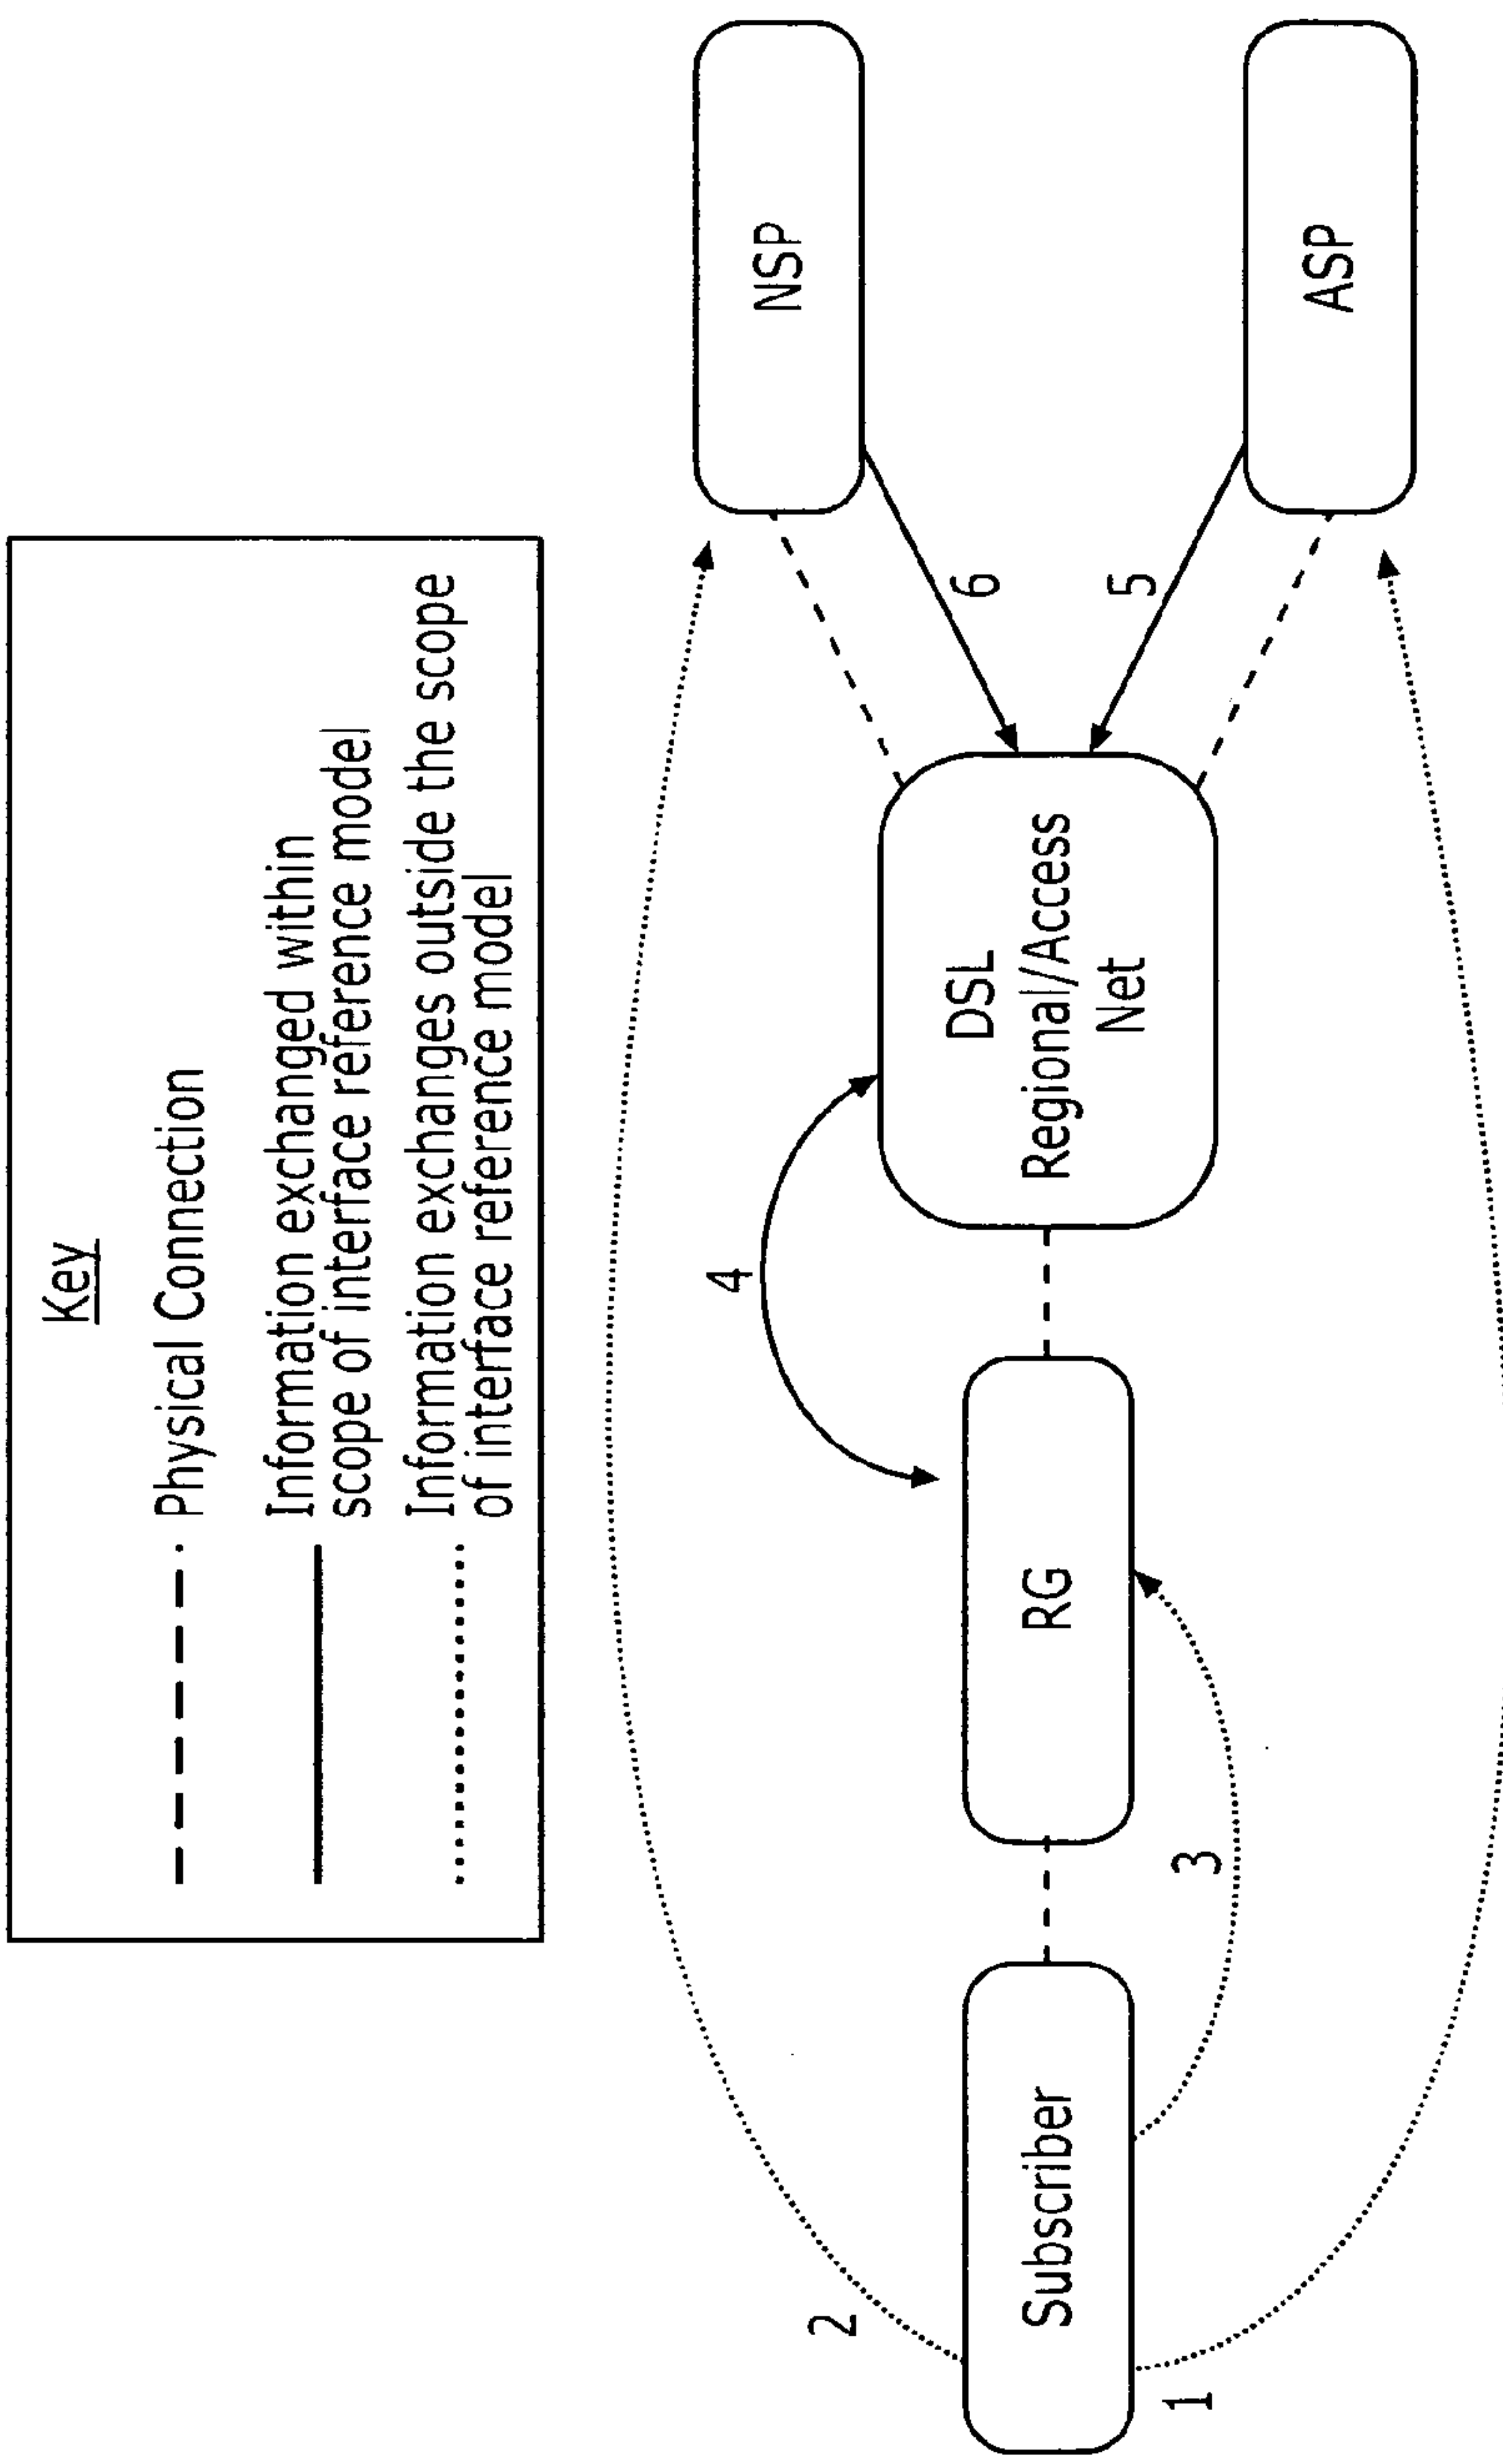 Key
Physical Connection
Information exchanged within
scope of interface reference model
Information exchanges outside the scope
of interface reference model
2
1
Subscriber
3
RG
4
DSL
Regional/Access
Net
6
5
NSP
ASP